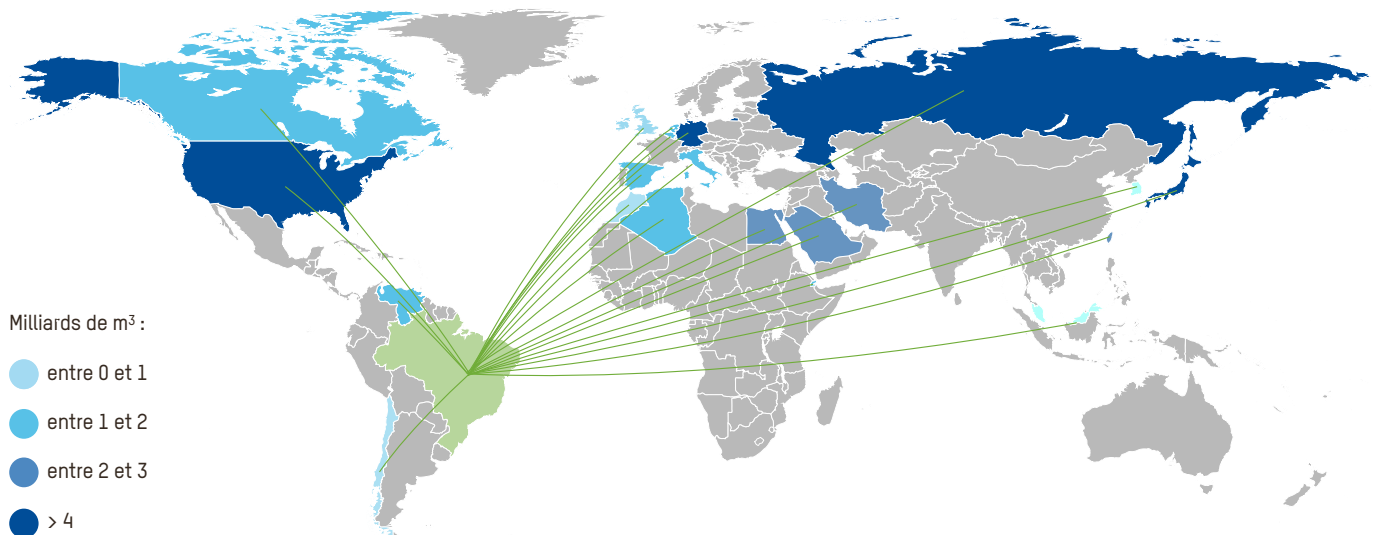 Milliards de m³ :
entre 0 et 1
entre 1 et 2
entre 2 et 3
> 4